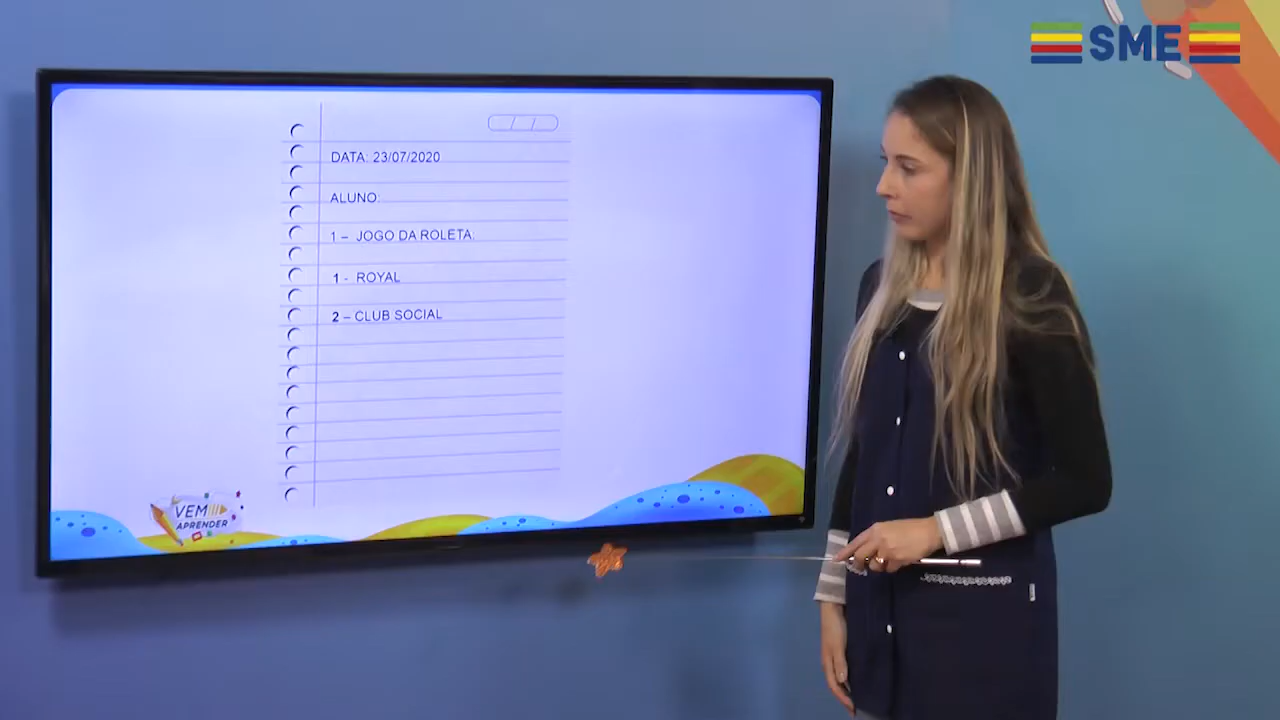 SME
DATA: 23/07/2020
ALUNO:
1 – JOGO DA ROLETA:
1 - ROYAL
2 – CLUB SOCIAL
VEM
APRENDER